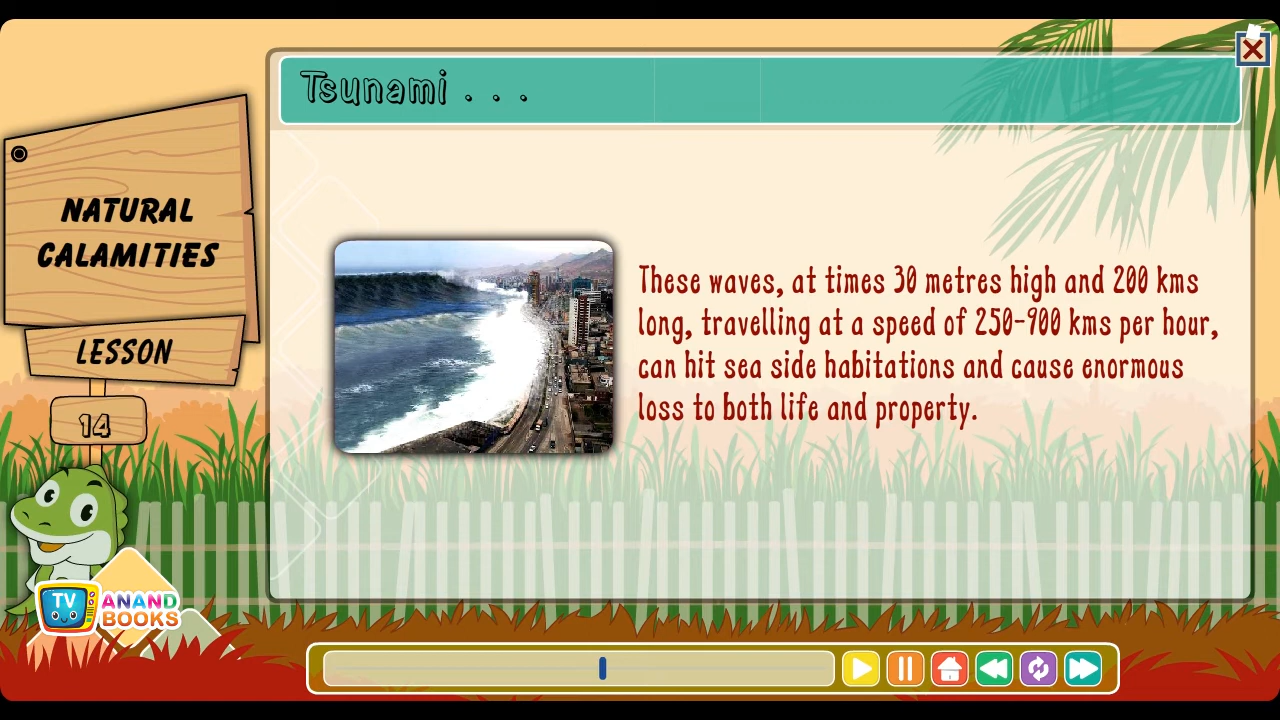 Tsunami . . .
NATURAL
CALAMITIES
LESSON
14
These waves, at times 30 metres high and 200 kms
long, travelling at a speed of 250-900 kms per hour,
can hit sea side habitations and cause enormous
loss to both life and property.
TV
ANAND
BOOKS